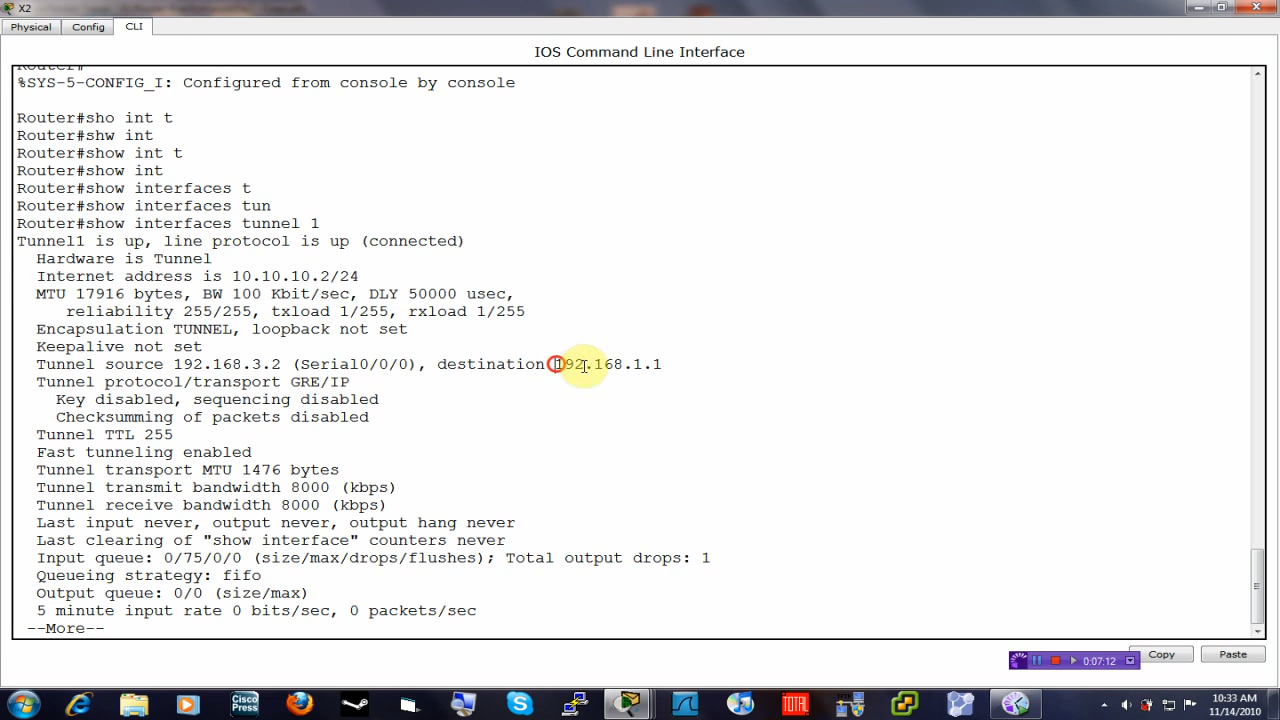 X2
Physical Config CLI
IOS Command Line Interface
Router#
%SYS-5-CONFIG_I: Configured from console by console
Router#sho int t
Router#shw int
Router#show int t
Router#show int
Router#show interfaces t
Router#show interfaces tun
Router#show interfaces tunnel 1
Tunnel1 is up, line protocol is up (connected)
Hardware is Tunnel
Internet address is 10.10.10.2/24
MTU 17916 bytes, BW 100 Kbit/sec, DLY 50000 usec,
reliability 255/255, txload 1/255, rxload 1/255
Encapsulation TUNNEL, loopback not set
Keepalive not set
Tunnel source 192.168.3.2 (Serial0/0/0), destination 192.168.1.1
Tunnel protocol/transport GRE/IP
Key disabled, sequencing disabled
Checksumming of packets disabled
Tunnel TTL 255
Fast tunneling enabled
Tunnel transport MTU 1476 bytes
Tunnel transmit bandwidth 8000 (kbps)
Tunnel receive bandwidth 8000 (kbps)
Last input never, output never, output hang never
Last clearing of "show interface" counters never
Input queue: 0/75/0/0 (size/max/drops/flushes); Total output drops: 1
Queueing strategy: fifo
Output queue: 0/0 (size/max)
5 minute input rate 0 bits/sec, 0 packets/sec
--More--
0:07:12
Copy Paste
Cisco Press
TOTAL
10:33 AM
11/14/2010